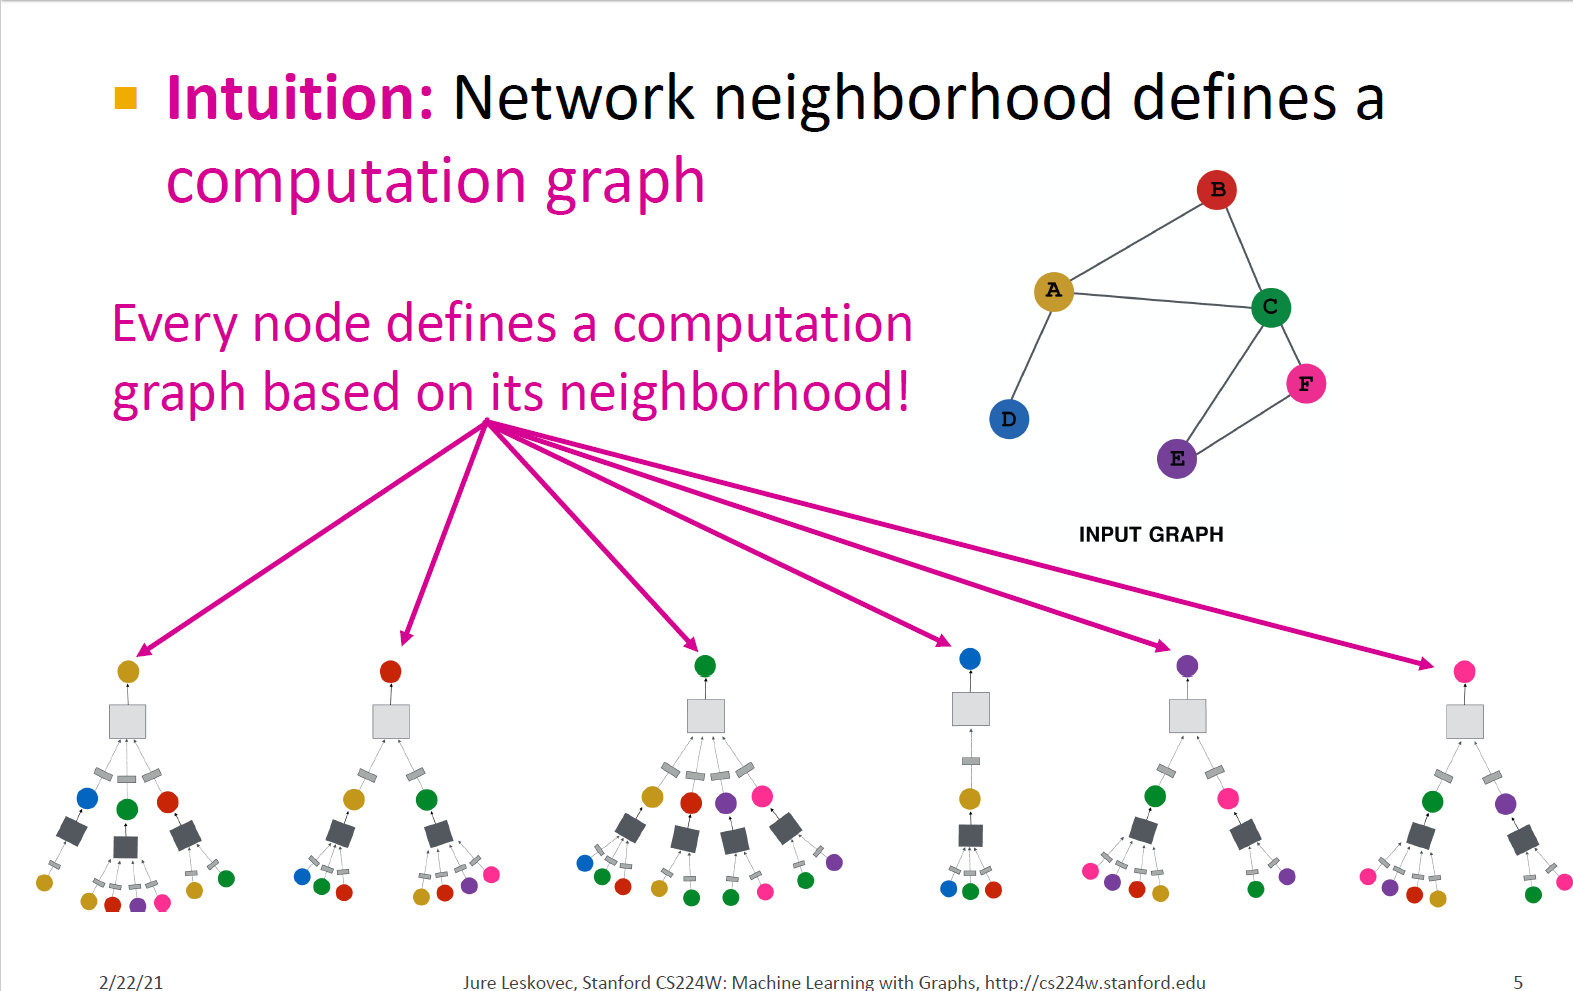 Intuition: Network neighborhood defines a
computation graph
Every node defines a computation
graph based on its neighborhood!
B
A
C
F
D
E
INPUT GRAPH
2/22/21
Jure Leskovec, Stanford CS224W: Machine Learning with Graphs, http://cs224w.stanford.edu
5